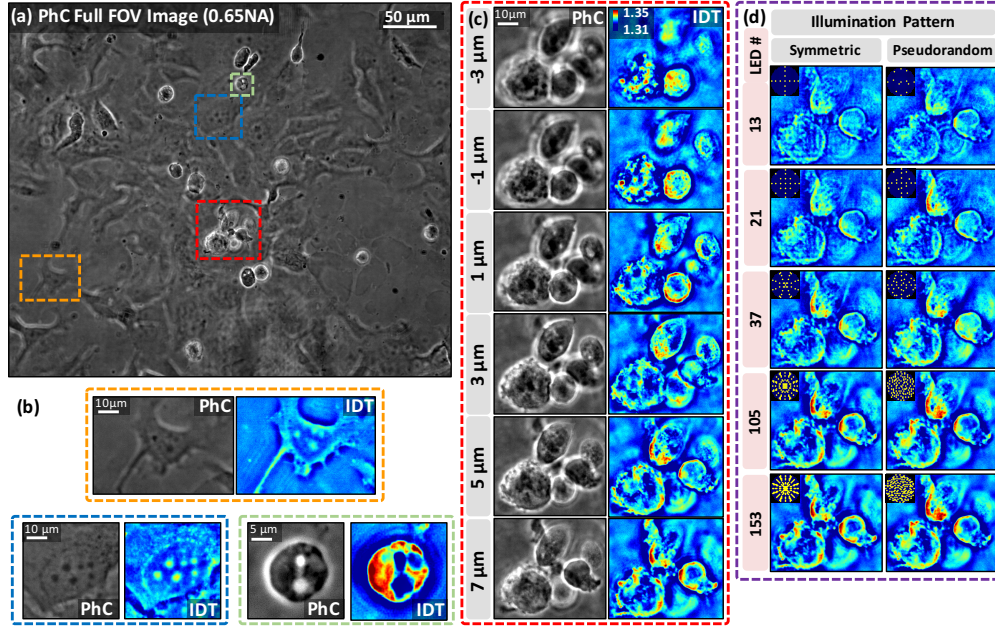 (a) PhC Full FOV Image (0.65NA)
50 μm
(b)
10μm
PhC
IDT
10 μm
PhC
IDT
5 μm
PhC
IDT
(c)
10μm
PhC
1.35
1.31
IDT
-3 μm
-1 μm
1 μm
3 μm
5 μm
7 μm
(d)
Illumination Pattern
LED #
Symmetric
Pseudorandom
13
21
37
105
153